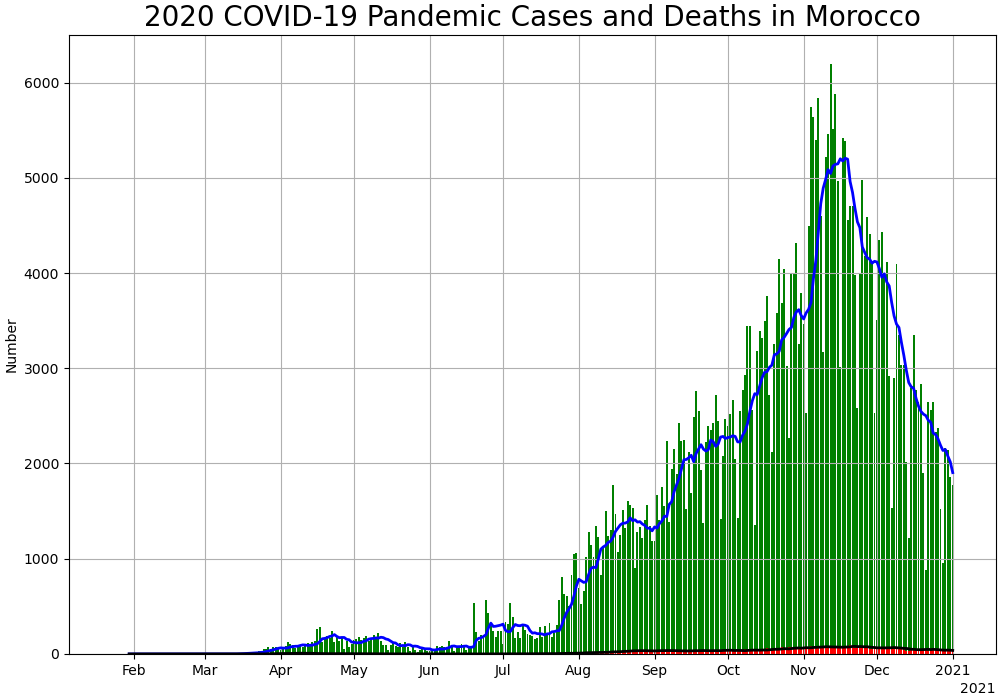 2020 COVID-19 Pandemic Cases and Deaths in Morocco
Number
6000
5000
4000
3000
2000
1000
0
Feb Mar Apr May Jun Jul Aug Sep Oct Nov Dec 2021
2021